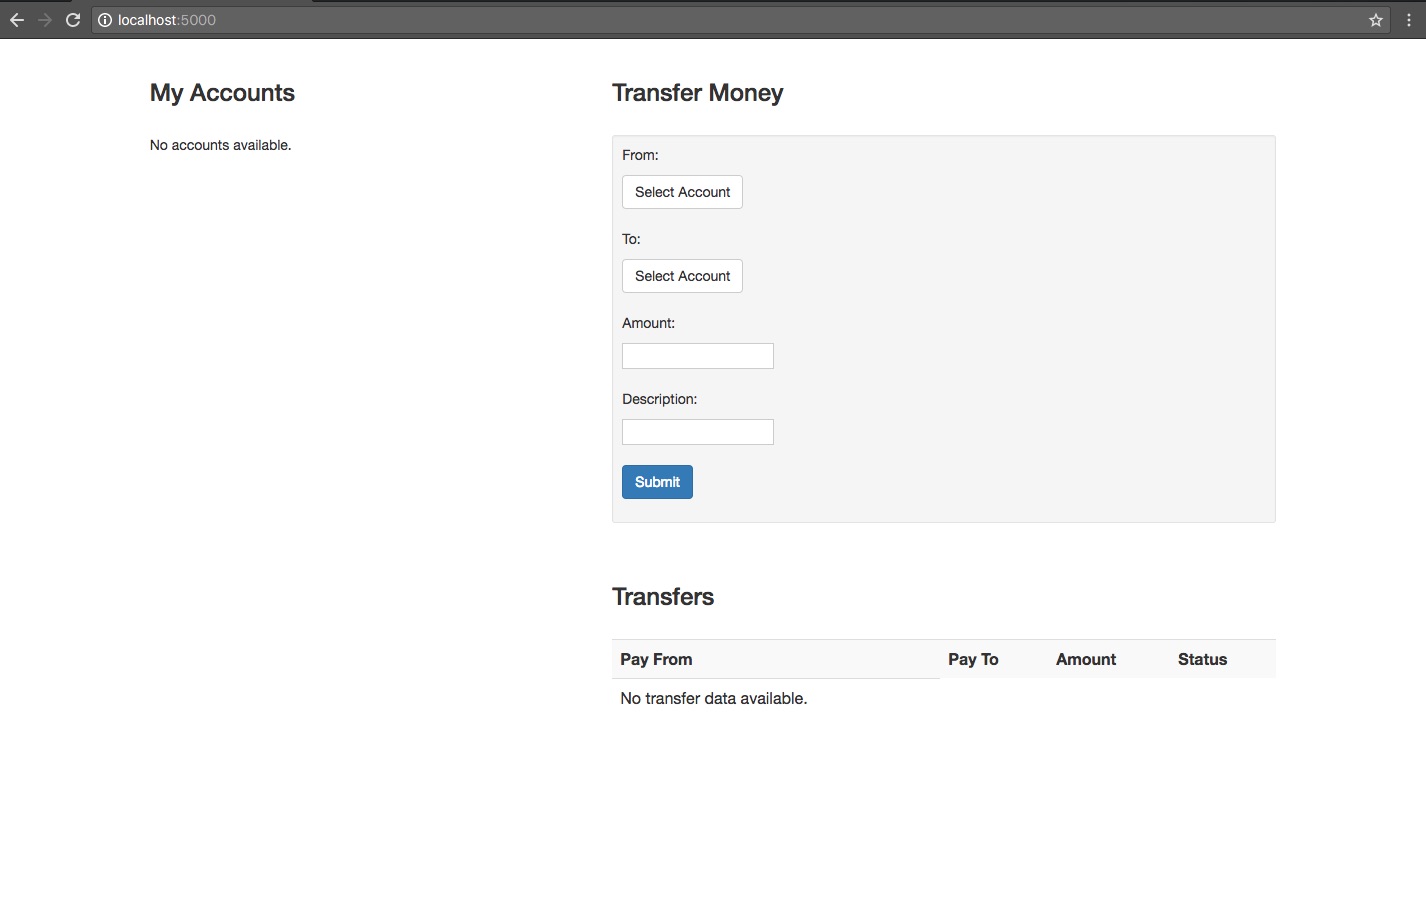 localhost:5000
My Accounts
No accounts available.
Transfer Money
From:
Select Account
To:
Select Account
Amount:
Description:
Submit
Transfers
Pay From Pay To Amount Status
No transfer data available.